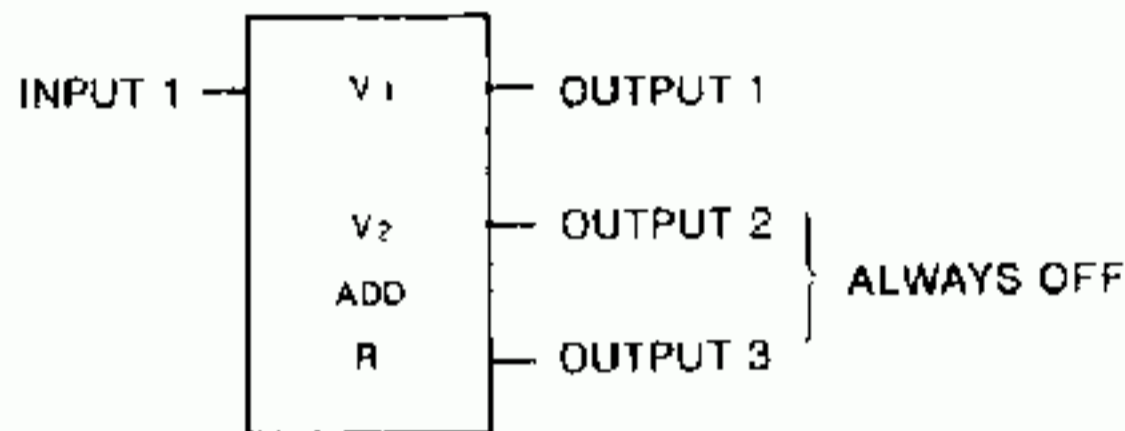 INPUT 1 V1 OUTPUT 1
V2 OUTPUT 2
ALWAYS OFF
ADD
R OUTPUT 3